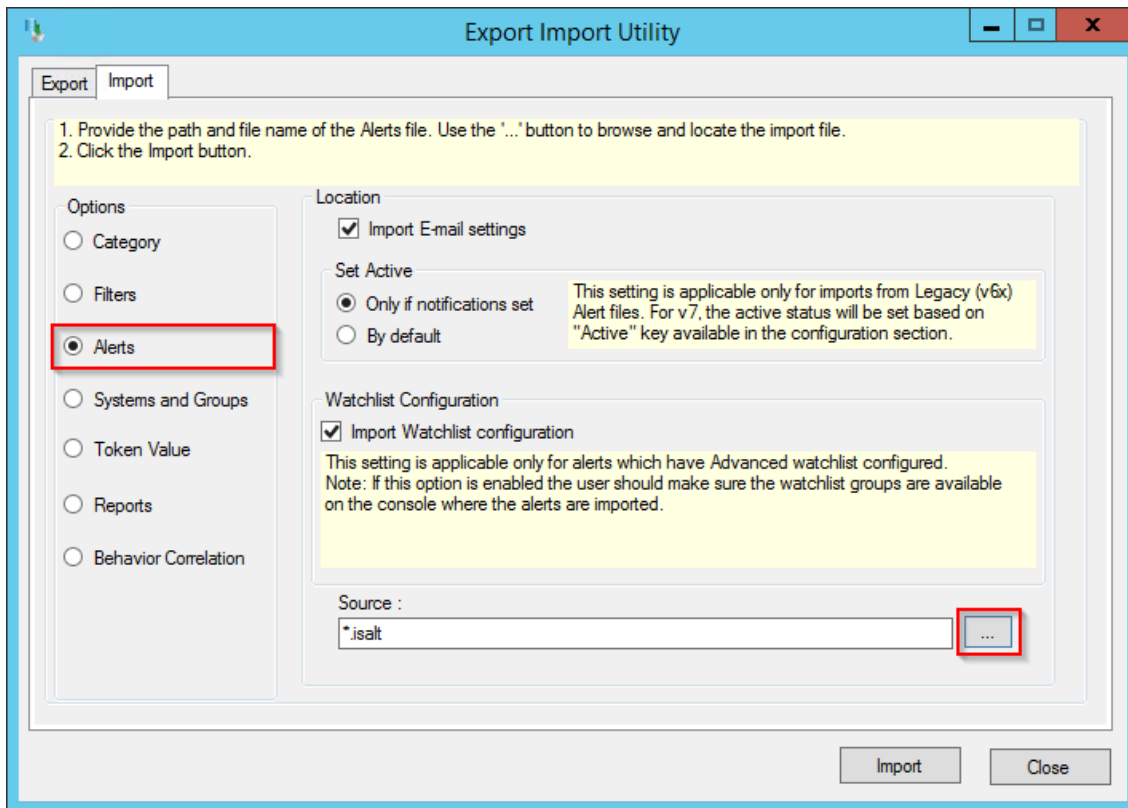 Export Import Utility
Export
Import
1. Provide the path and file name of the Alerts file. Use the '...' button to browse and locate the import file.
2. Click the Import button.
Options
Category
Filters
Alerts
Systems and Groups
Token Value
Reports
Behavior Correlation
Location
Import E-mail settings
Set Active
Only if notifications set
By default
This setting is applicable only for imports from Legacy (v6x)
Alert files. For v7, the active status will be set based on
"Active" key available in the configuration section.
Watchlist Configuration
Import Watchlist configuration
This setting is applicable only for alerts which have Advanced watchlist configured.
Note: If this option is enabled the user should make sure the watchlist groups are available
on the console where the alerts are imported.
Source :
*.isalt
...
Import
Close